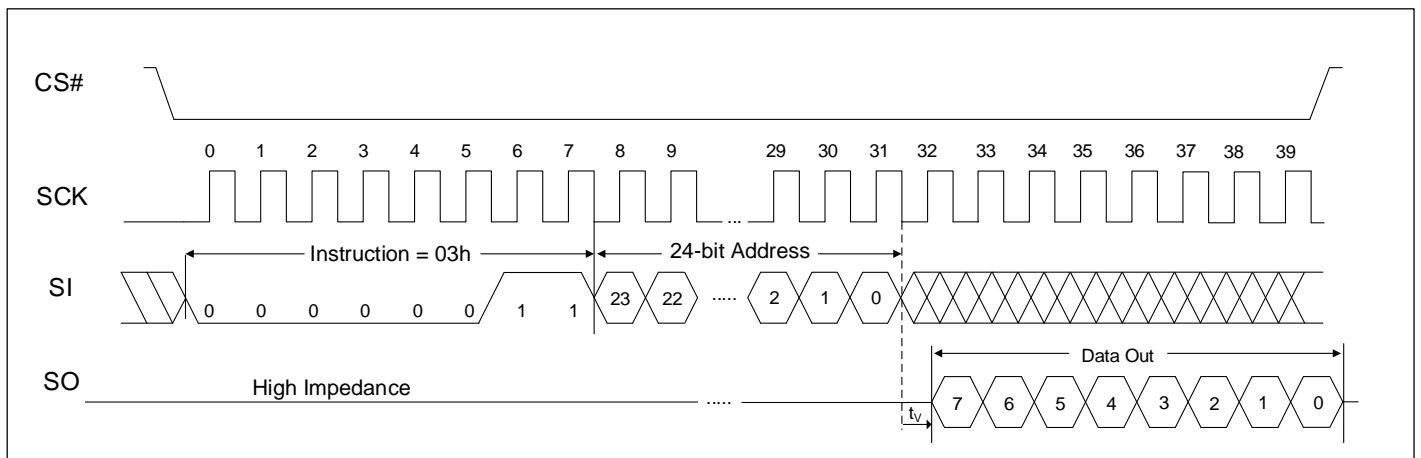 CS#
0 1 2 3 4 5 6 7 8 9 29 30 31 32 33 34 35 36 37 38 39
SCK ...
Instruction = 03h 24-bit Address
SI 0 0 0 0 0 0 1 1 23 22 ..... 2 1 0
Data Out
SO High Impedance ..... 7 6 5 4 3 2 1 0
tV